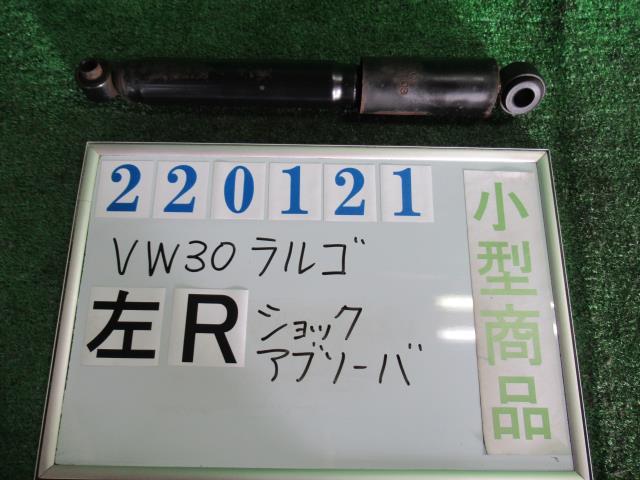 220121
VW30 ラルゴ
左 R ショック
アブソーバ
小型商品